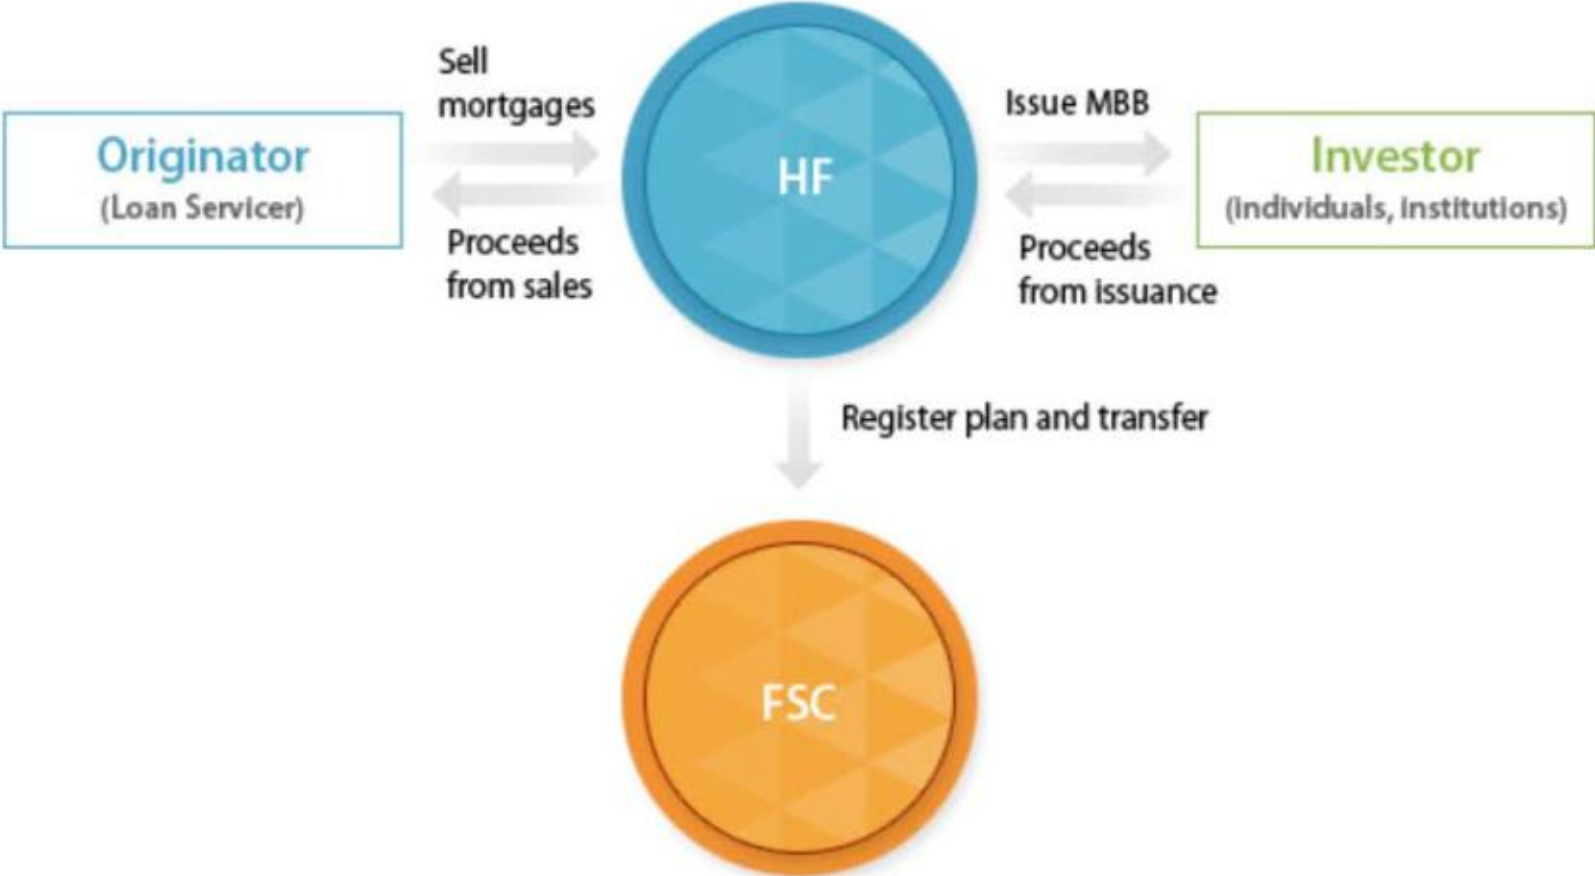 Sell
mortgages
Originator
(Loan Servicer)
Proceeds
from sales
HF
Issue MBB
Investor
(individuals, institutions)
Proceeds
from issuance
Register plan and transfer
FSC